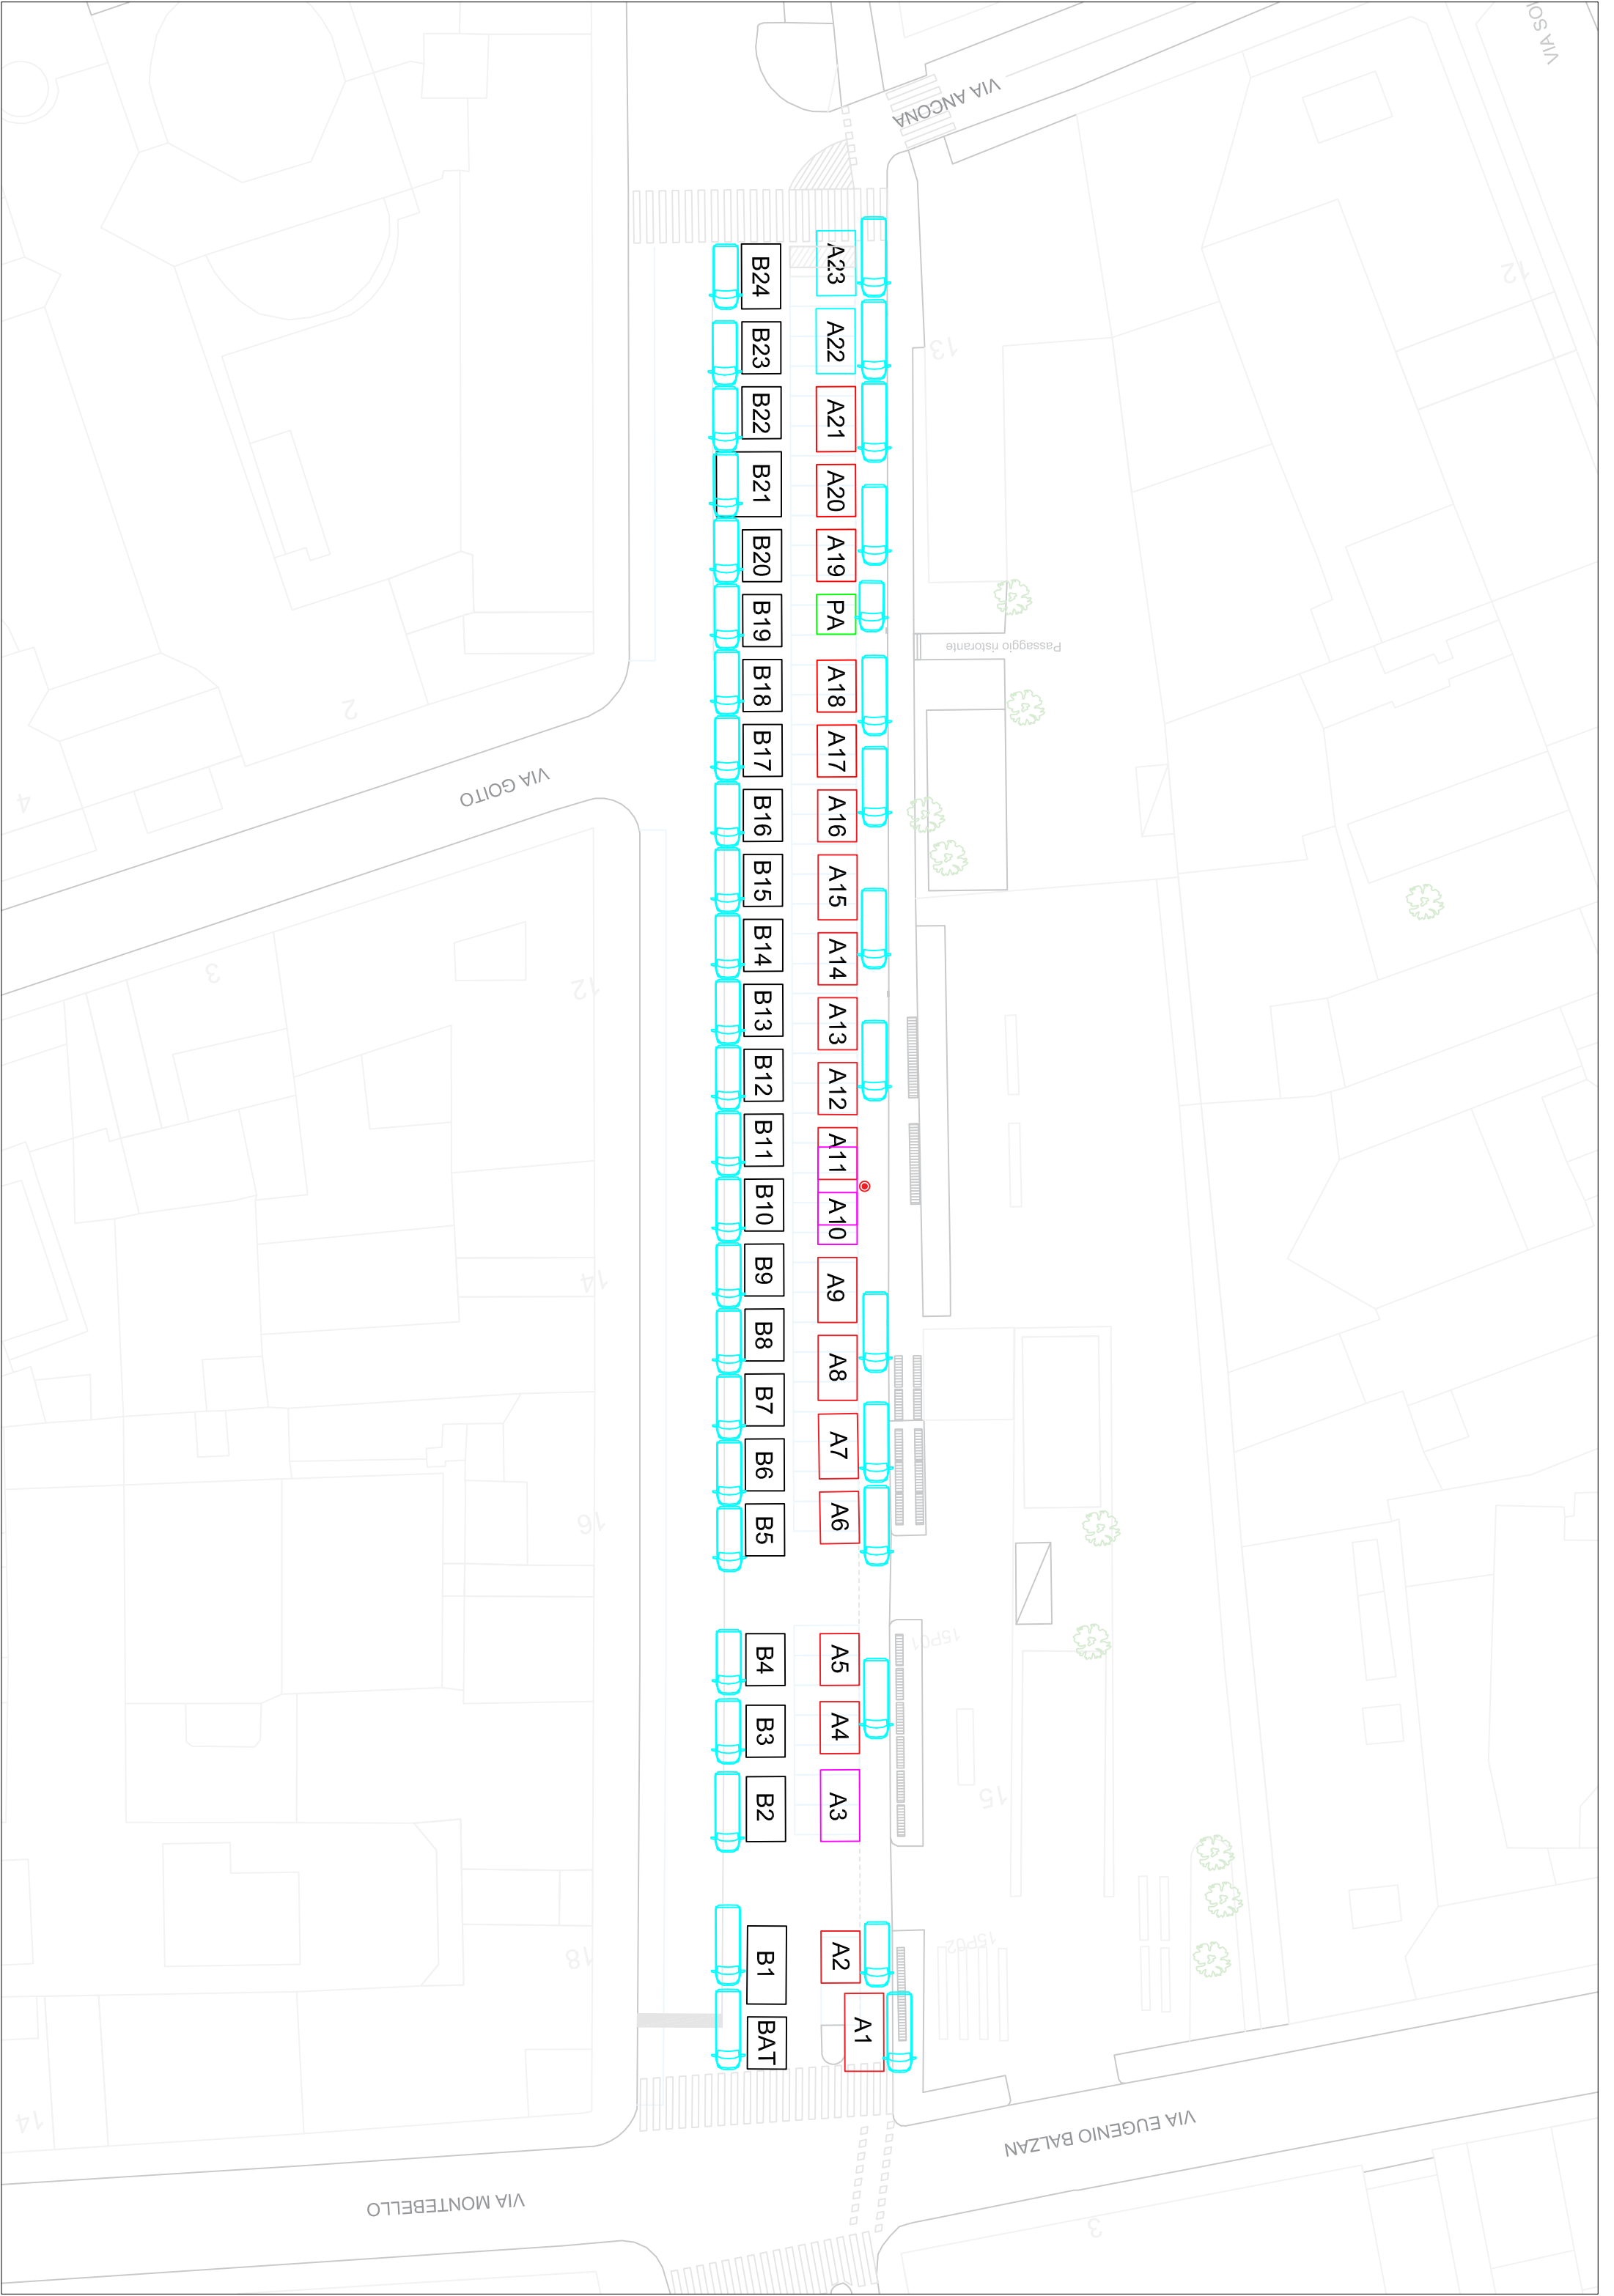 VIA ANCONA
12
13
B24
A23
B23
A22
B22
A21
B21
A20
B20
A19
B19
PA
Passaggio ristorante
B18
A18
2
B17
A17
VIA GOITO
4
B16
A16
B15
A15
B14
A14
3
12
B13
A13
B12
A12
B11
A11
B10
A10
B9
A9
14
B8
A8
B7
A7
B6
A6
16
B5
15P01
B4
A5
B3
A4
B2
A3
15
15P02
18
B1
A2
BAT
A1
14
VIA EUGENIO BALZAN
VIA MONTEBELLO
3